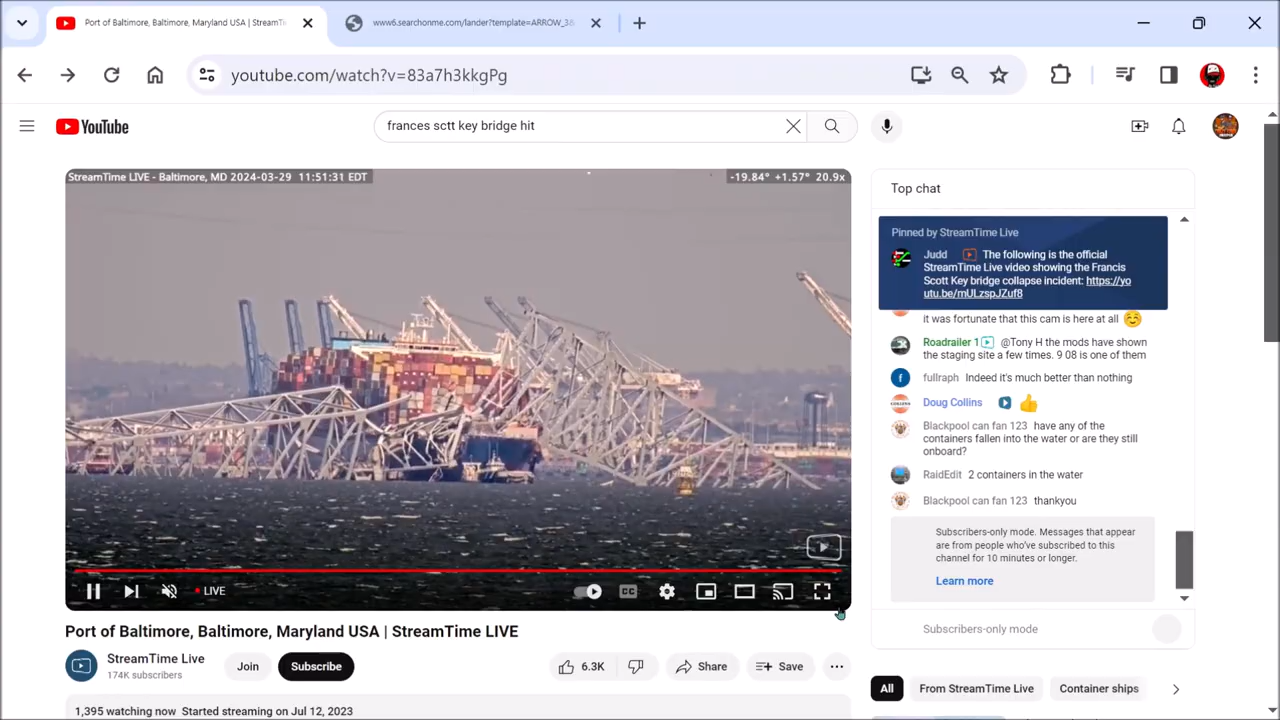 Port of Baltimore, Baltimore, Maryland USA | StreamTi
www6.searchonme.com/lander?template=ARROW_3&
youtube.com/watch?v=83a7h3kkgPg
YouTube
frances sctt key bridge hit
StreamTime LIVE - Baltimore, MD 2024-03-29 11:51:31 EDT
-19.84° +1.57° 20.9x
LIVE
Port of Baltimore, Baltimore, Maryland USA | StreamTime LIVE
StreamTime Live
174K subscribers
Join
Subscribe
6.3K
Share
Save
1,395 watching now Started streaming on Jul 12, 2023
Top chat
Pinned by StreamTime Live
Judd The following is the official
StreamTime Live video showing the Francis
Scott Key bridge collapse incident: https://yo
utu.be/mULzspJZuf8
it was fortunate that this cam is here at all
Roadrailer 1 @Tony H the mods have shown
the staging site a few times. 9 08 is one of them
fullraph Indeed it's much better than nothing
Doug Collins
Blackpool can fan 123 have any of the
containers fallen into the water or are they still
onboard?
RaidEdit 2 containers in the water
Blackpool can fan 123 thankyou
Subscribers-only mode. Messages that appear
are from people who've subscribed to this
channel for 10 minutes or longer.
Learn more
Subscribers-only mode
All
From StreamTime Live
Container ships